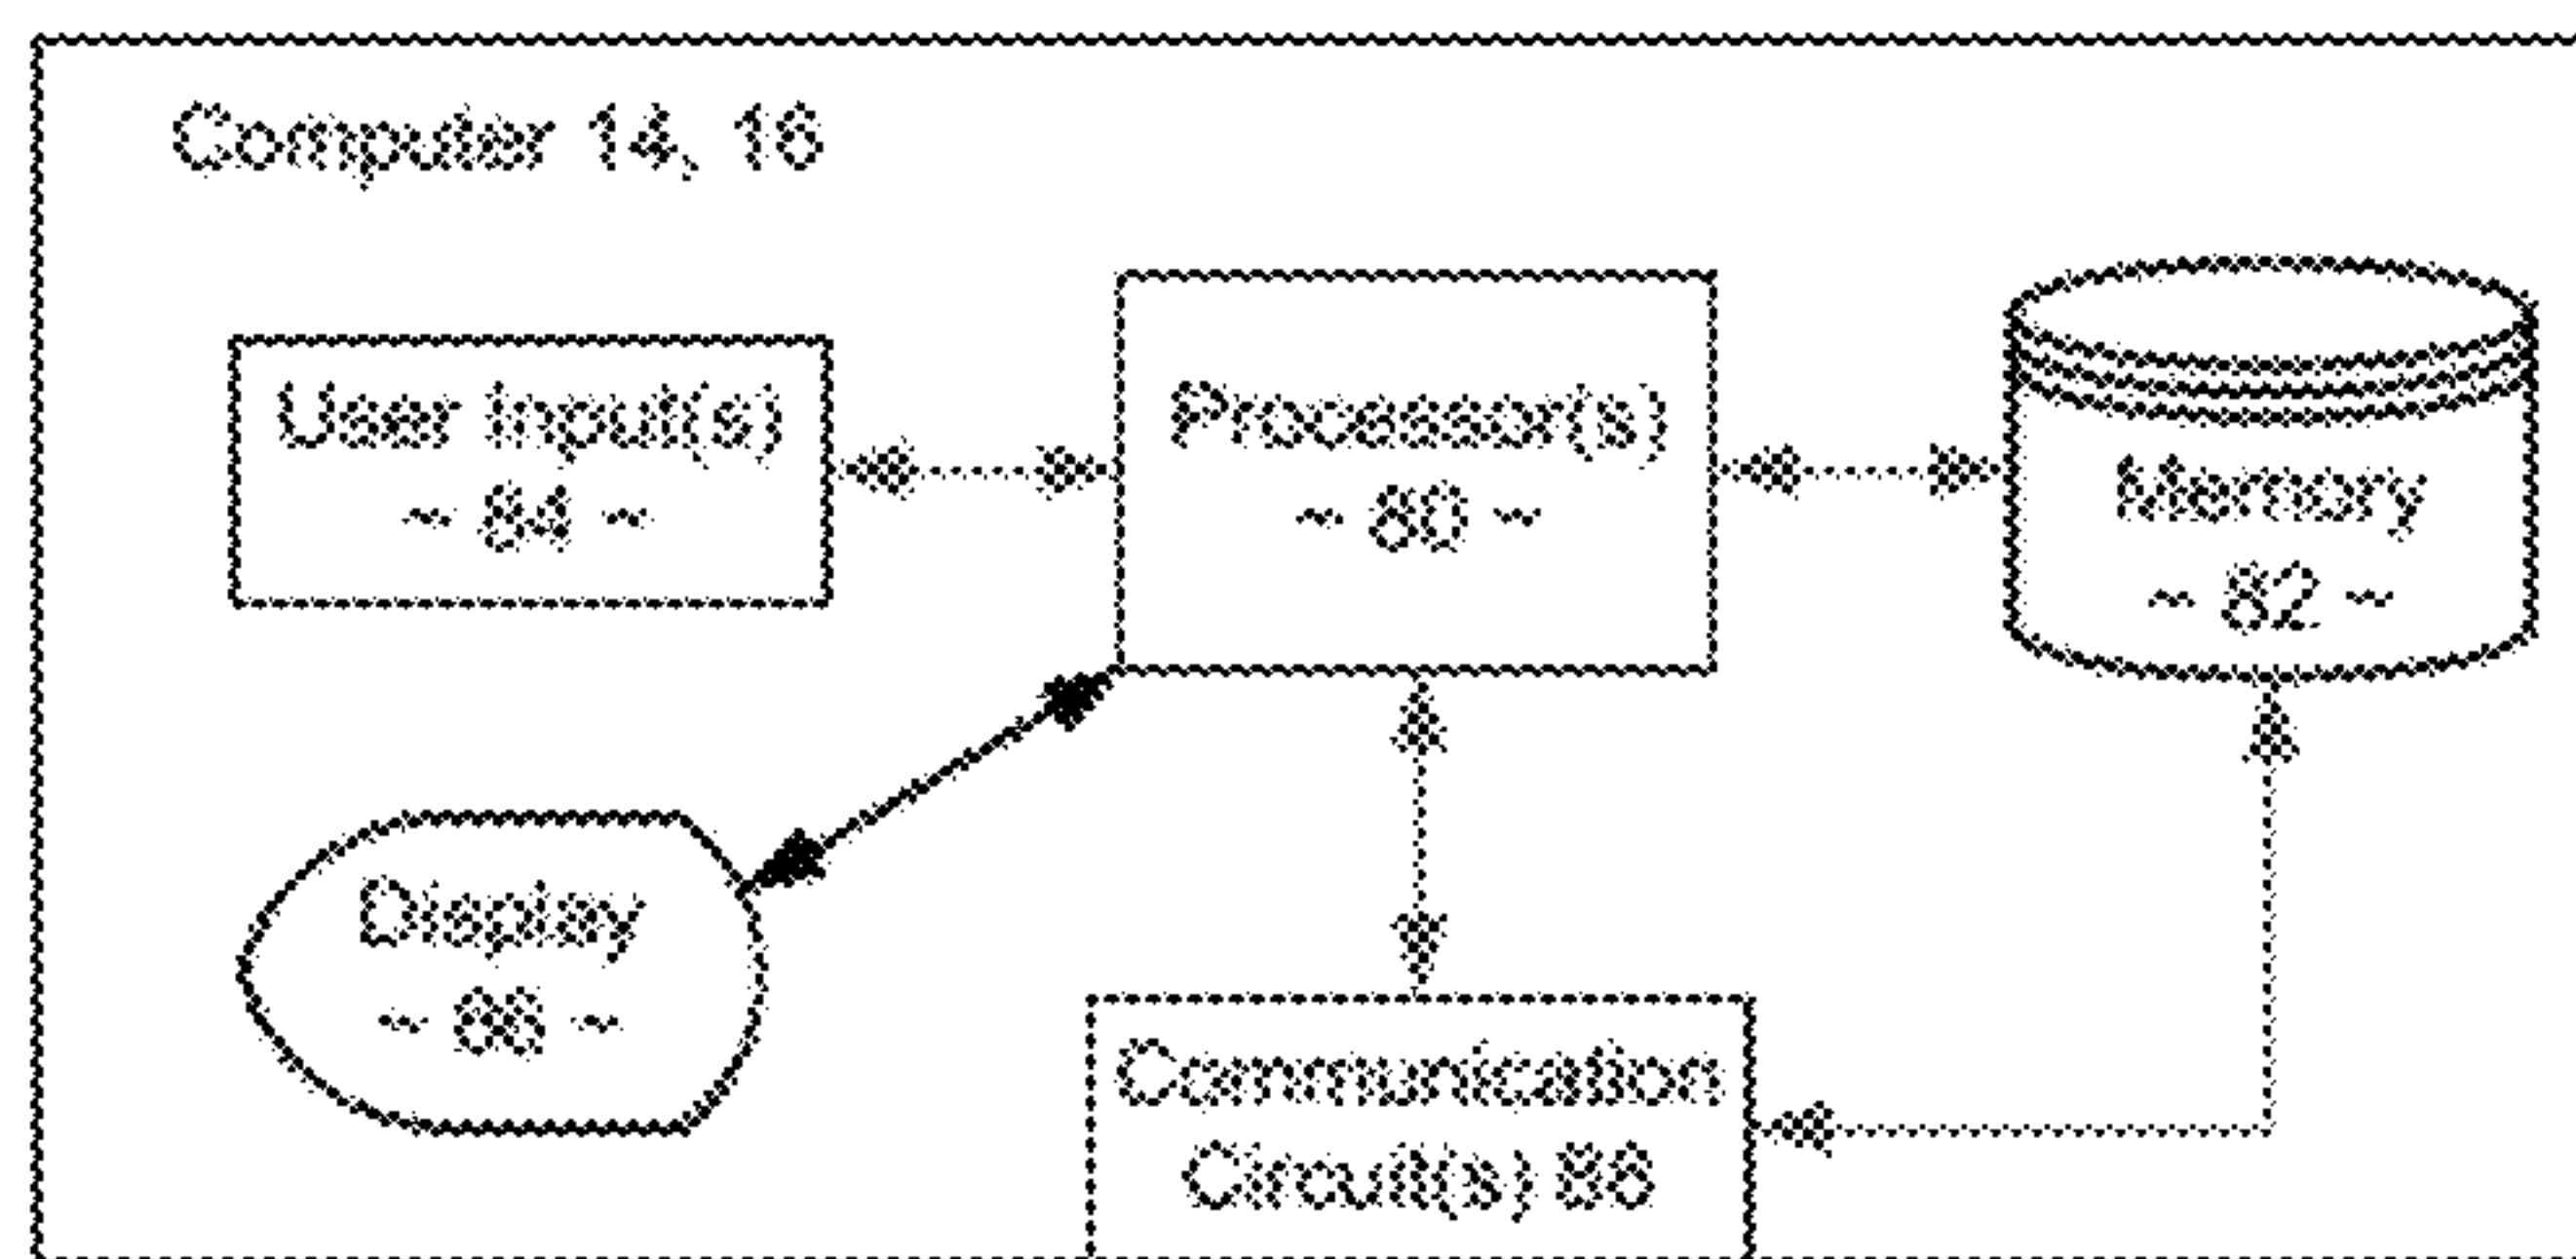 Computer 14, 16
User Input(s)
~ 84 ~
Processor(s)
~ 80 ~
Memory
~ 82 ~
Display
~ 88 ~
Communication
Circuit(s) 86